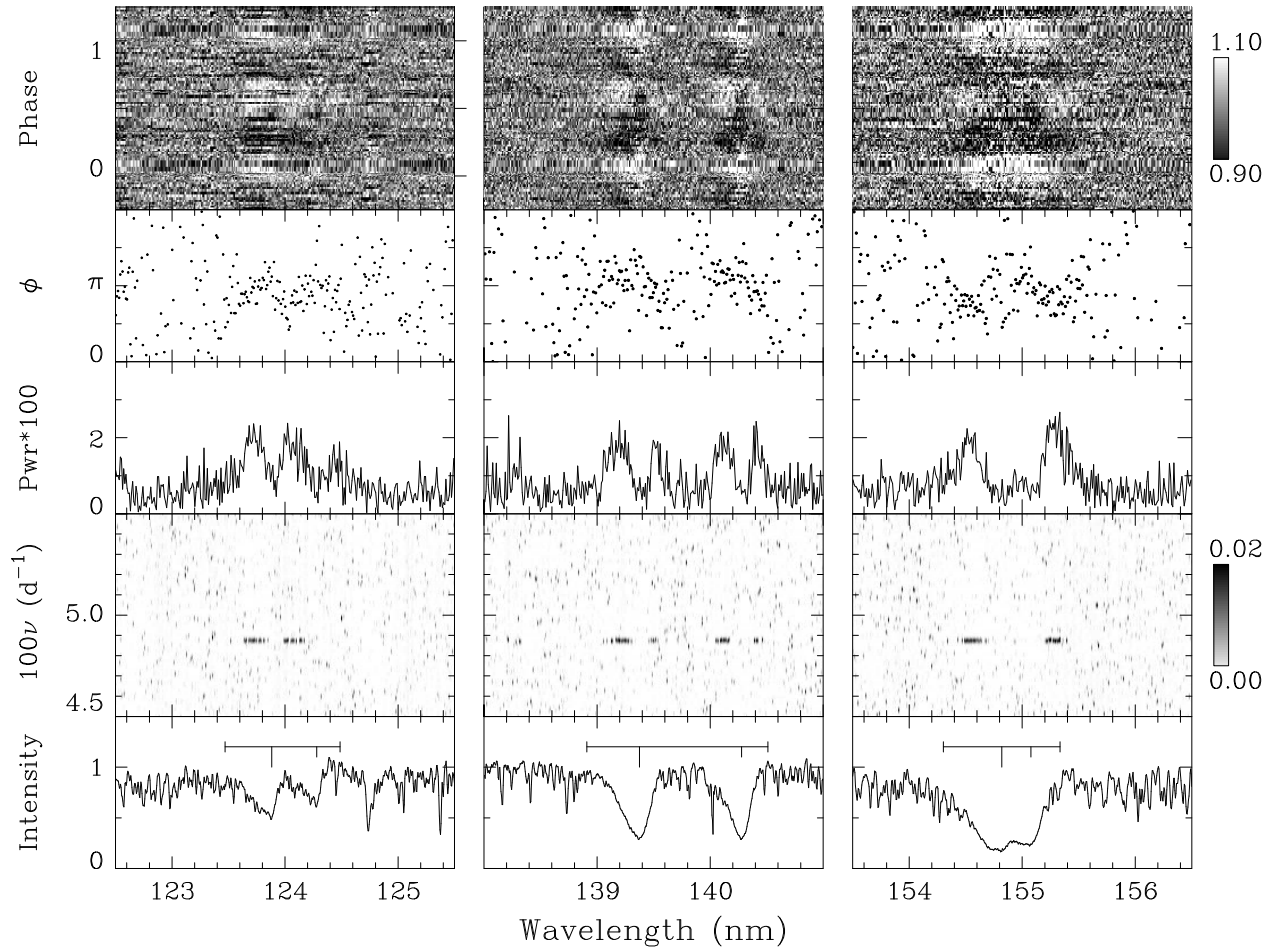 Phase
1
0
1.10
0.90
ϕ
π
0
Pwr*100
2
0
100ν (d⁻¹)
5.0
4.5
0.02
0.00
Intensity
1
0
123 124 125
139 140
154 155 156
Wavelength (nm)